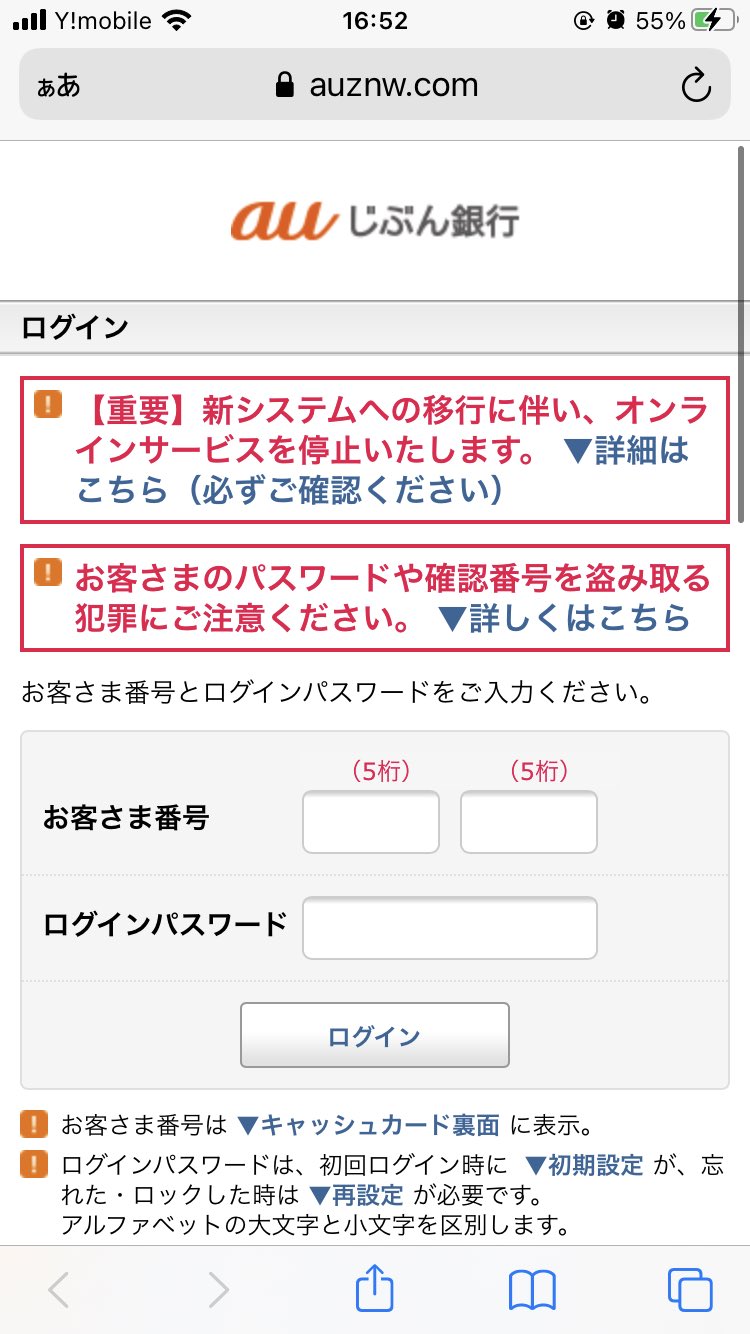 Y!mobile 16:52 55%
ぁあ auznw.com
au じぶん銀行
ログイン
【重要】新システムへの移行に伴い、オンラ
インサービスを停止いたします。 ▼詳細は
こちら（必ずご確認ください）
お客さまのパスワードや確認番号を盗み取る
犯罪にご注意ください。 ▼詳しくはこちら
お客さま番号とログインパスワードをご入力ください。
（5桁） （5桁）
お客さま番号
ログインパスワード
ログイン
お客さま番号は ▼キャッシュカード裏面 に表示。
ログインパスワードは、初回ログイン時に ▼初期設定 が、忘
れた・ロックした時は ▼再設定 が必要です。
アルファベットの大文字と小文字を区別します。